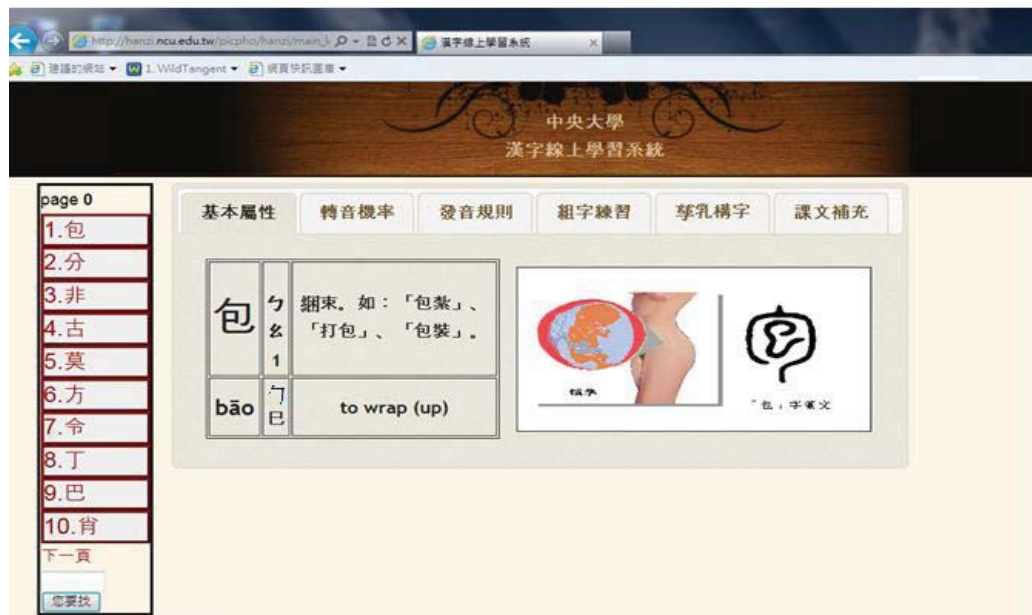 http://hanzi.ncu.edu.tw/picpho/hanzi/main_l
漢字線上學習系統
建議的網站
1. WildTangent
網頁快訊圖庫
中央大學
漢字線上學習系統
page 0
1.包
2.分
3.非
4.古
5.莫
6.方
7.令
8.丁
9.巴
10.肖
下一頁
您要找
基本屬性 轉音機率 發音規則 組字練習 孳乳構字 課文補充
包
ㄅ
ㄠ
1
綑束。如：「包紮」、
「打包」、「包裝」。
bāo
勹
巳
to wrap (up)
「包」字篆文